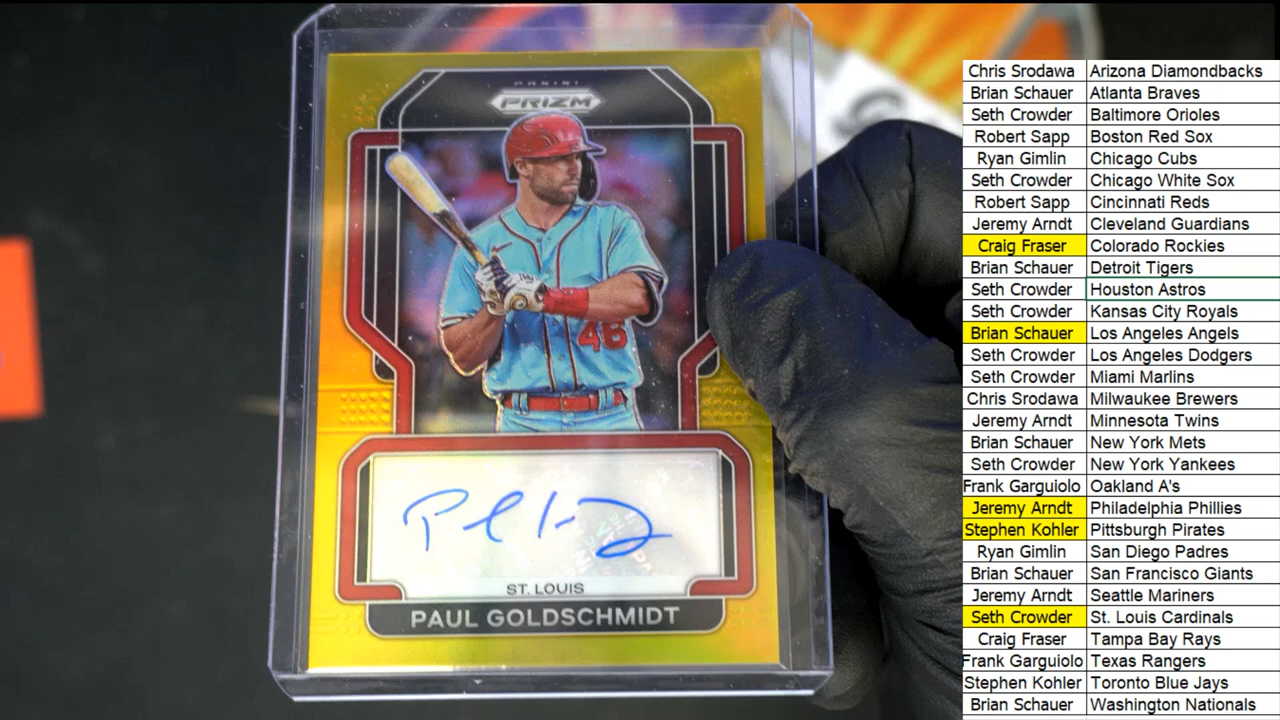 PANINI
PRIZM
46
ST. LOUIS
PAUL GOLDSCHMIDT
Chris Srodawa Arizona Diamondbacks
Brian Schauer Atlanta Braves
Seth Crowder Baltimore Orioles
Robert Sapp Boston Red Sox
Ryan Gimlin Chicago Cubs
Seth Crowder Chicago White Sox
Robert Sapp Cincinnati Reds
Jeremy Arndt Cleveland Guardians
Craig Fraser Colorado Rockies
Brian Schauer Detroit Tigers
Seth Crowder Houston Astros
Seth Crowder Kansas City Royals
Brian Schauer Los Angeles Angels
Seth Crowder Los Angeles Dodgers
Seth Crowder Miami Marlins
Chris Srodawa Milwaukee Brewers
Jeremy Arndt Minnesota Twins
Brian Schauer New York Mets
Seth Crowder New York Yankees
Frank Garguiolo Oakland A's
Jeremy Arndt Philadelphia Phillies
Stephen Kohler Pittsburgh Pirates
Ryan Gimlin San Diego Padres
Brian Schauer San Francisco Giants
Jeremy Arndt Seattle Mariners
Seth Crowder St. Louis Cardinals
Craig Fraser Tampa Bay Rays
Frank Garguiolo Texas Rangers
Stephen Kohler Toronto Blue Jays
Brian Schauer Washington Nationals